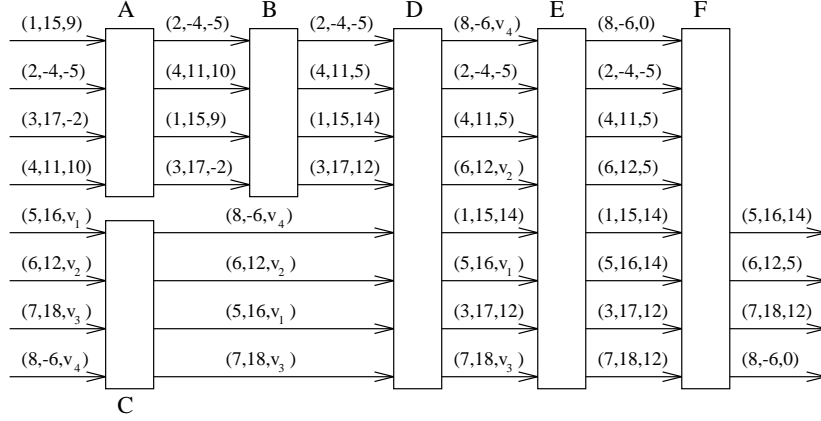 A B D E F
(1,15,9) (2,-4,-5) (2,-4,-5) (8,-6,v₄) (8,-6,0)
(2,-4,-5) (4,11,10) (4,11,5) (2,-4,-5) (2,-4,-5)
(3,17,-2) (1,15,9) (1,15,14) (4,11,5) (4,11,5)
(4,11,10) (3,17,-2) (3,17,12) (6,12,v₂) (6,12,5)
(5,16,v₁) (8,-6,v₄) (1,15,14) (1,15,14) (5,16,14)
(6,12,v₂) (6,12,v₂) (5,16,v₁) (5,16,14) (6,12,5)
(7,18,v₃) (5,16,v₁) (3,17,12) (3,17,12) (7,18,12)
(8,-6,v₄) (7,18,v₃) (7,18,v₃) (7,18,12) (8,-6,0)
C